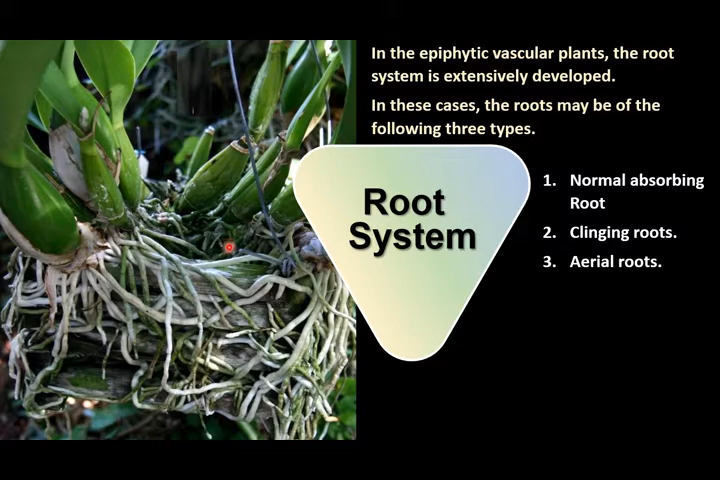 In the epiphytic vascular plants, the root
system is extensively developed.
In these cases, the roots may be of the
following three types.
Root
System
1. Normal absorbing
Root
2. Clinging roots.
3. Aerial roots.